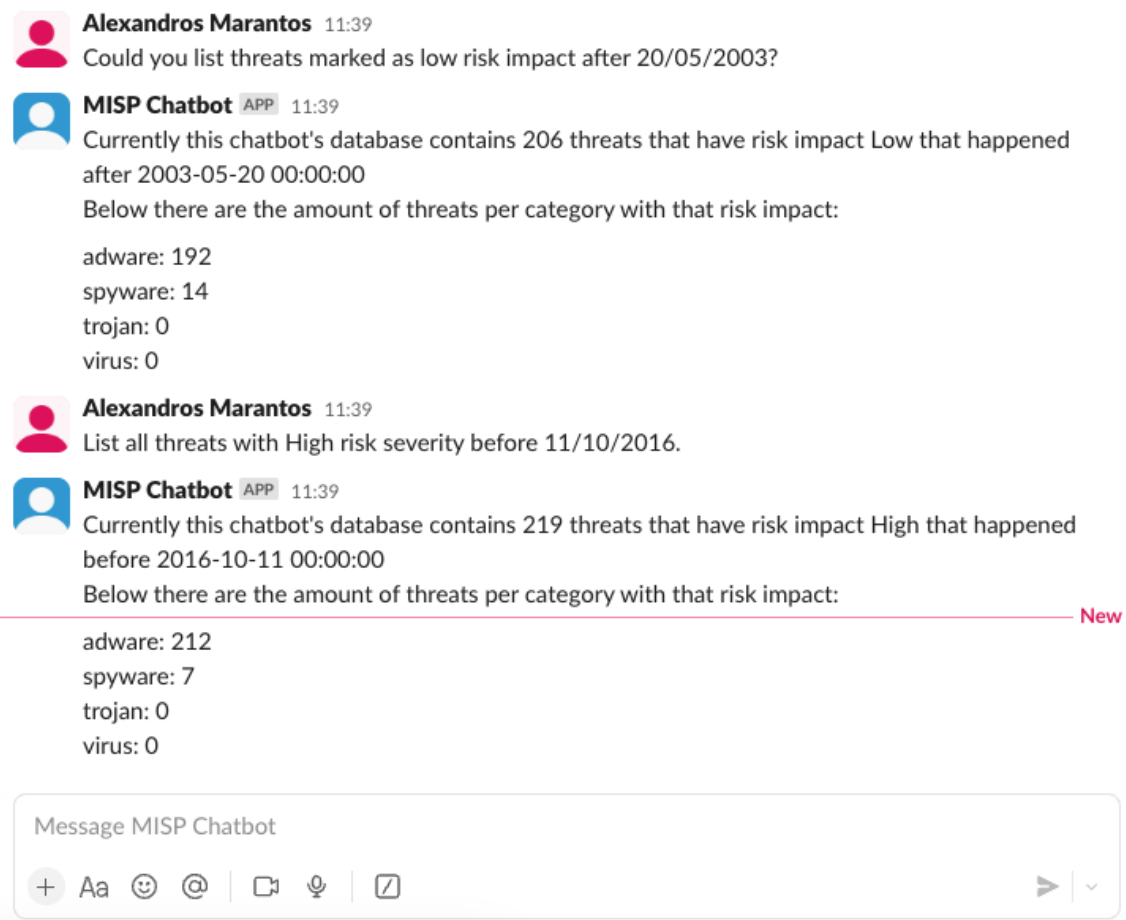 Alexandros Marantos 11:39
Could you list threats marked as low risk impact after 20/05/2003?
MISP Chatbot APP 11:39
Currently this chatbot's database contains 206 threats that have risk impact Low that happened
after 2003-05-20 00:00:00
Below there are the amount of threats per category with that risk impact:
adware: 192
spyware: 14
trojan: 0
virus: 0
Alexandros Marantos 11:39
List all threats with High risk severity before 11/10/2016.
MISP Chatbot APP 11:39
Currently this chatbot's database contains 219 threats that have risk impact High that happened
before 2016-10-11 00:00:00
Below there are the amount of threats per category with that risk impact:
New
adware: 212
spyware: 7
trojan: 0
virus: 0
Message MISP Chatbot
Aa